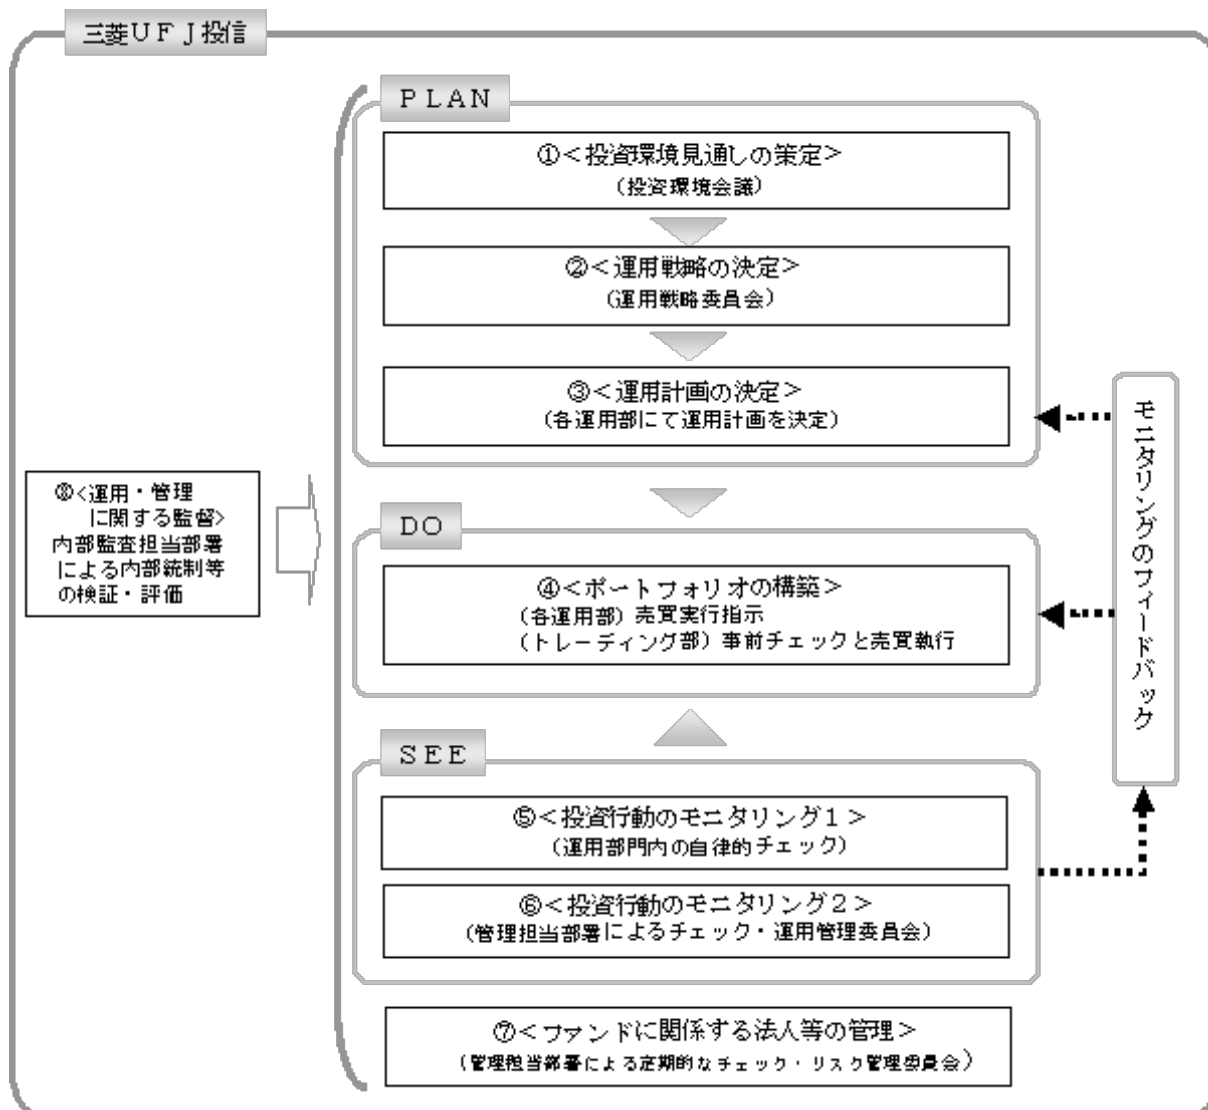 三菱ＵＦＪ投信
ＰＬＡＮ
①＜投資環境見通しの策定＞
（投資環境会議）
②＜運用戦略の決定＞
（運用戦略委員会）
③＜運用計画の決定＞
（各運用部にて運用計画を決定）
ＤＯ
④＜ポートフォリオの構築＞
（各運用部）売買実行指示
（トレーディング部）事前チェックと売買執行
ＳＥＥ
⑤＜投資行動のモニタリング１＞
（運用部門内の自律的チェック）
⑥＜投資行動のモニタリング２＞
（管理担当部署によるチェック・運用管理委員会）
⑦＜ファンドに関係する法人等の管理＞
（管理担当部署による定期的なチェック・リスク管理委員会）
⑧＜運用・管理
に関する監督＞
内部監査担当部署
による内部統制等
の検証・評価
モニタリングのフィードバック